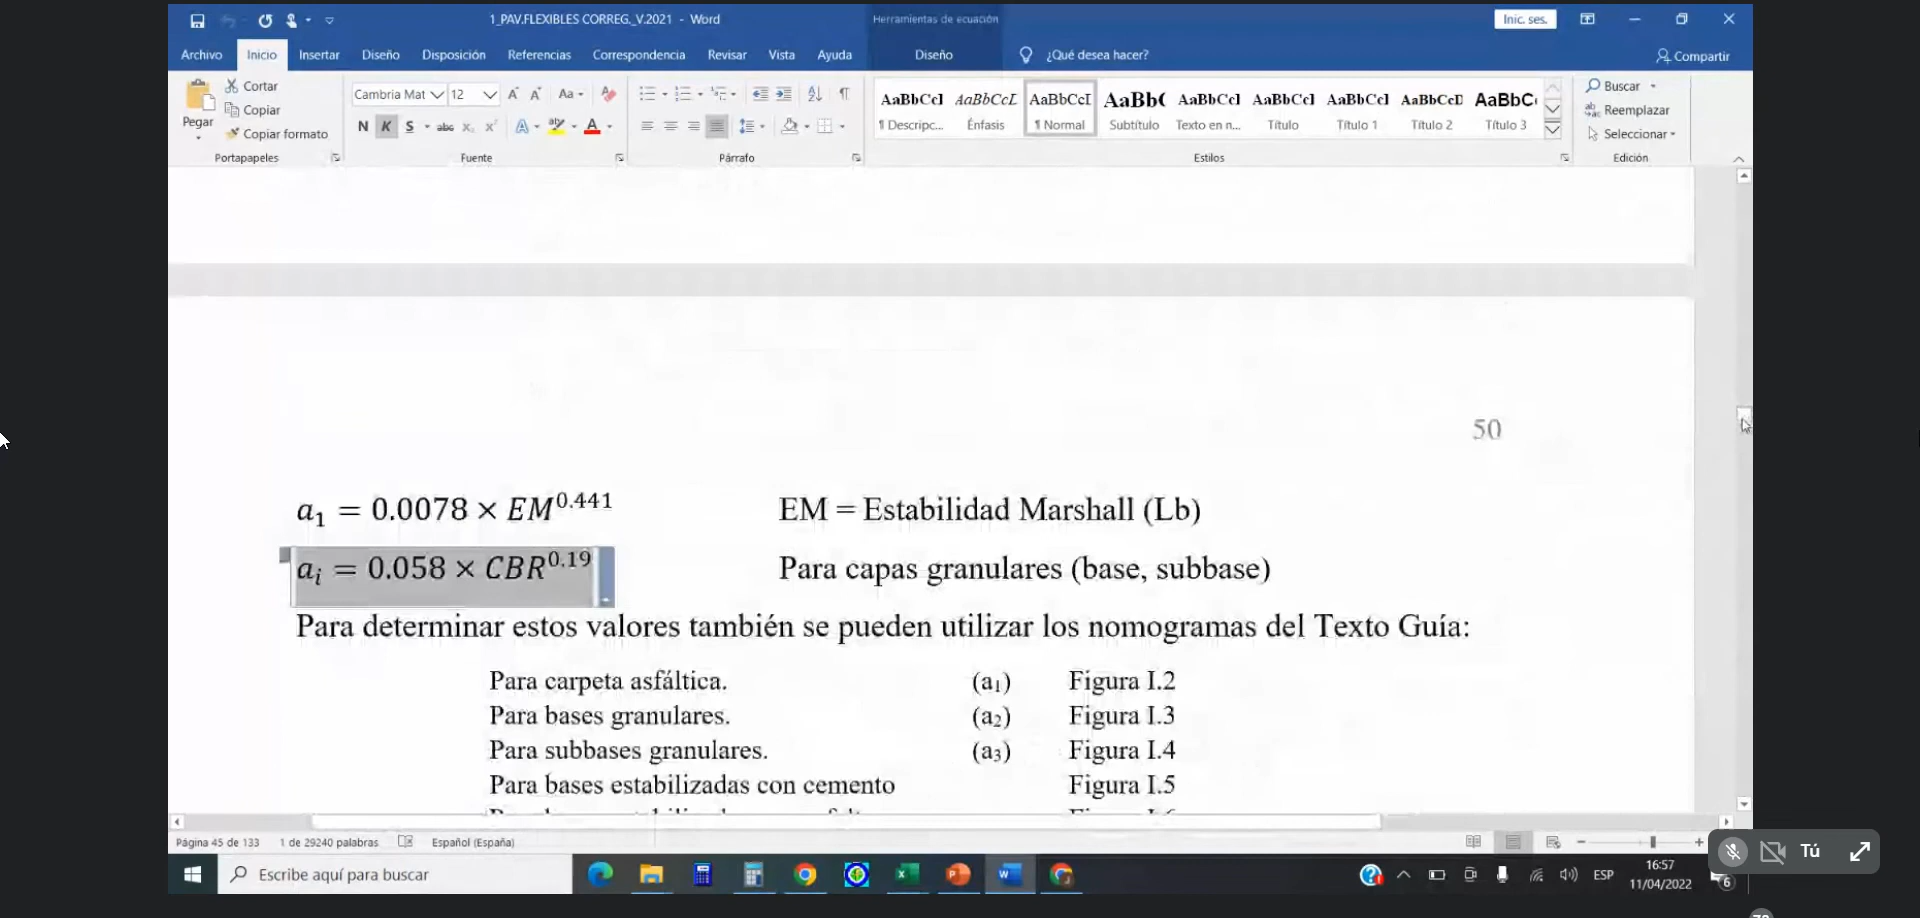 1_PAV.FLEXIBLES CORREG._V.2021 - Word
Herramientas de ecuación
Inic. ses.
Archivo Inicio Insertar Diseño Disposición Referencias Correspondencia Revisar Vista Ayuda Diseño ¿Qué desea hacer? Compartir
Pegar
Cortar
Copiar
Copiar formato
Portapapeles
Cambria Mat 12
N K S abc x₂ x²
Fuente
Párrafo
AaBbCcI AaBbCcL AaBbCcI AaBb( AaBbCcI AaBbCcI AaBbCcI AaBbCcD AaBbC
¶ Descripc... Énfasis ¶ Normal Subtítulo Texto en n... Título Título 1 Título 2 Título 3
Estilos
Buscar
Reemplazar
Seleccionar
Edición
50
a₁ = 0.0078 × EM^0.441 EM = Estabilidad Marshall (Lb)
aᵢ = 0.058 × CBR^0.19 Para capas granulares (base, subbase)
Para determinar estos valores también se pueden utilizar los nomogramas del Texto Guía:
Para carpeta asfáltica. (a₁) Figura I.2
Para bases granulares. (a₂) Figura I.3
Para subbases granulares. (a₃) Figura I.4
Para bases estabilizadas con cemento Figura I.5
Página 45 de 133 1 de 29240 palabras Español (España)
Tú
Escribe aquí para buscar
ESP
16:57
11/04/2022
6